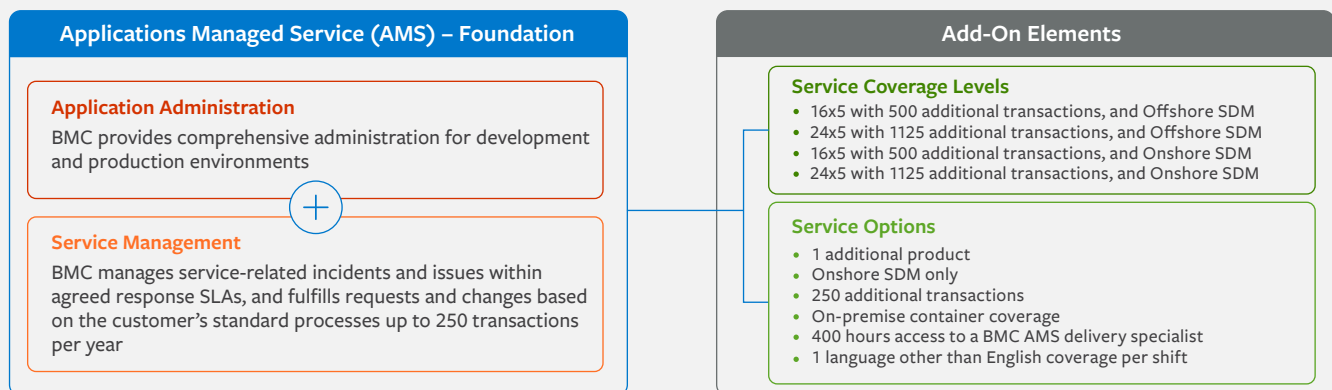 Applications Managed Service (AMS) – Foundation
Application Administration
BMC provides comprehensive administration for development
and production environments
Service Management
BMC manages service-related incidents and issues within
agreed response SLAs, and fulfills requests and changes based
on the customer’s standard processes up to 250 transactions
per year
Add-On Elements
Service Coverage Levels
• 16x5 with 500 additional transactions, and Offshore SDM
• 24x5 with 1125 additional transactions, and Offshore SDM
• 16x5 with 500 additional transactions, and Onshore SDM
• 24x5 with 1125 additional transactions, and Onshore SDM
Service Options
• 1 additional product
• Onshore SDM only
• 250 additional transactions
• On-premise container coverage
• 400 hours access to a BMC AMS delivery specialist
• 1 language other than English coverage per shift